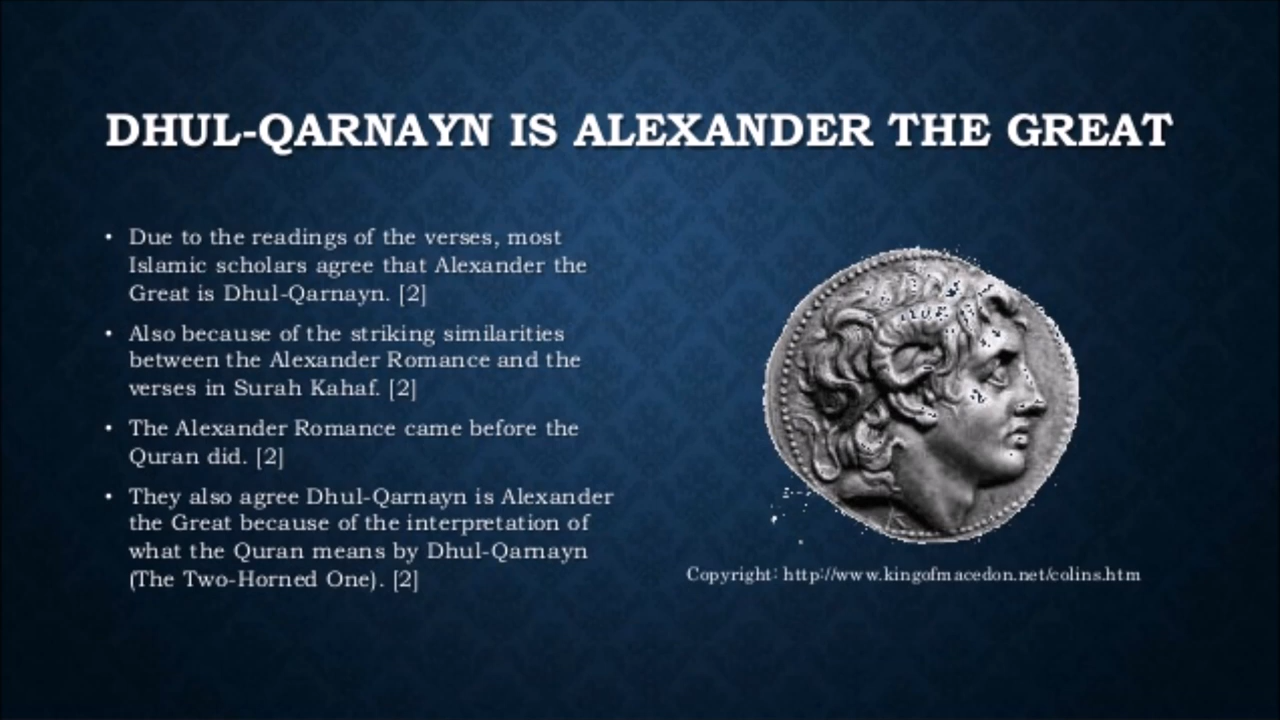 DHUL-QARNAYN IS ALEXANDER THE GREAT
• Due to the readings of the verses, most
Islamic scholars agree that Alexander the
Great is Dhul-Qarnayn. [2]
• Also because of the striking similarities
between the Alexander Romance and the
verses in Surah Kahaf. [2]
• The Alexander Romance came before the
Quran did. [2]
• They also agree Dhul-Qarnayn is Alexander
the Great because of the interpretation of
what the Quran means by Dhul-Qarnayn
(The Two-Horned One). [2]
Copyright: http://www.kingofmacedon.net/colins.htm